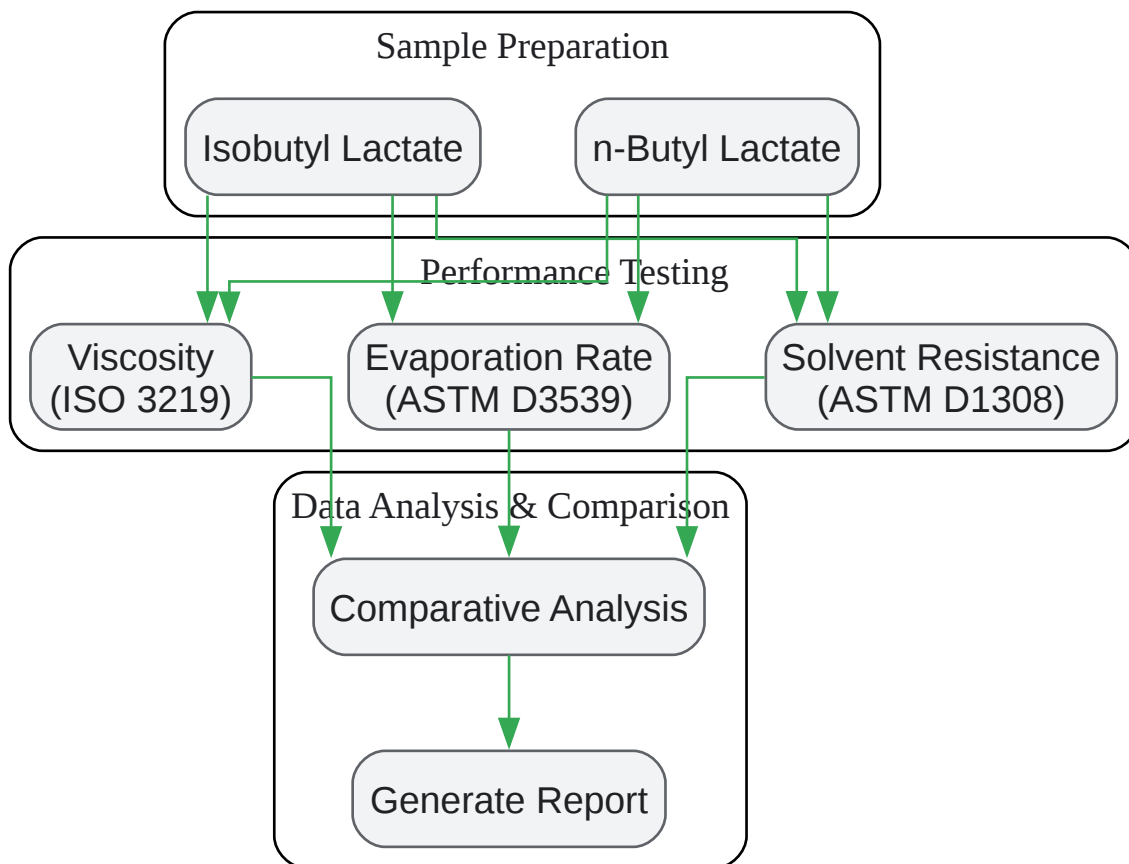 Sample Preparation
Isobutyl Lactate
n-Butyl Lactate
Performance Testing
Viscosity
(ISO 3219)
Evaporation Rate
(ASTM D3539)
Solvent Resistance
(ASTM D1308)
Data Analysis & Comparison
Comparative Analysis
Generate Report